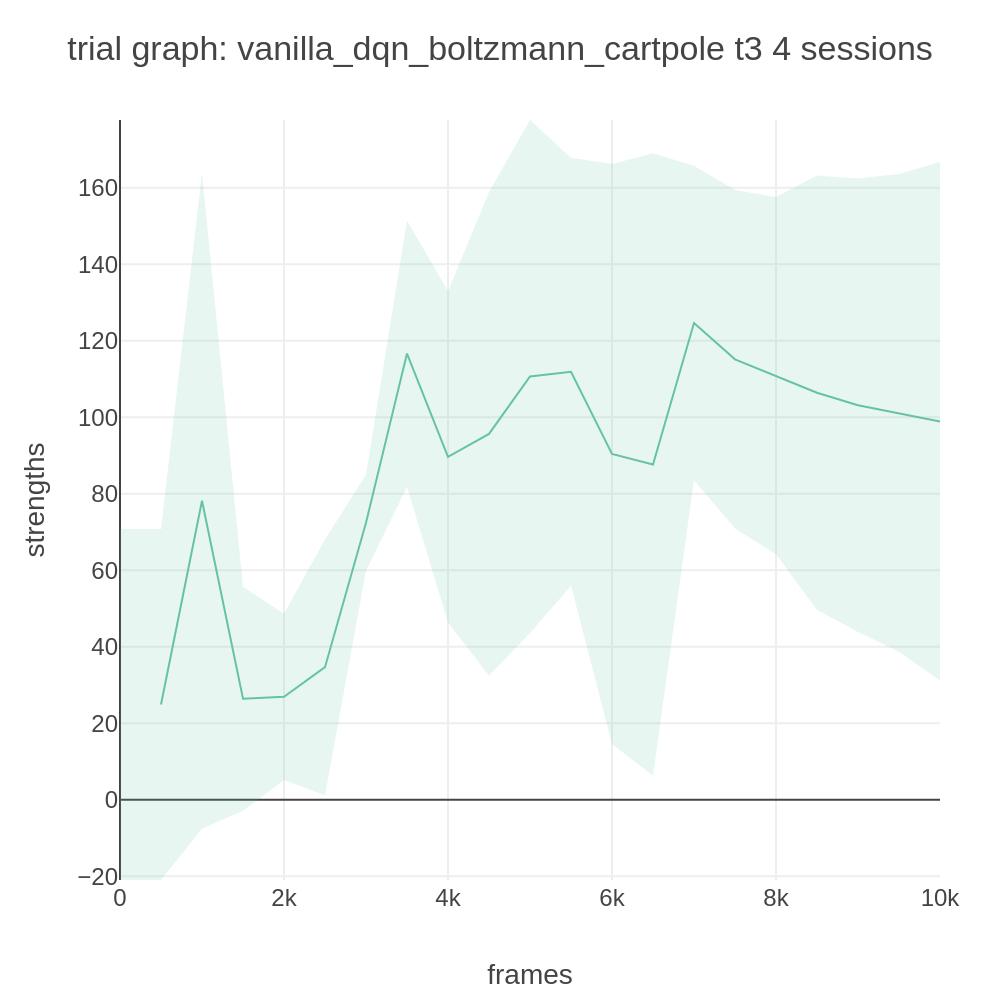 trial graph: vanilla_dqn_boltzmann_cartpole t3 4 sessions
strengths
160
140
120
100
80
60
40
20
0
−20
0 2k 4k 6k 8k 10k
frames